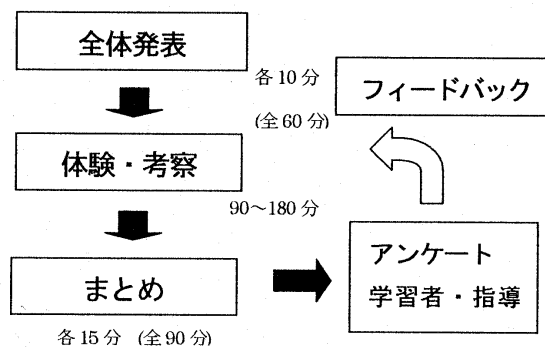 全体発表
各10分
(全60分)
フィードバック
体験・考察
90～180分
まとめ
各15分 (全90分)
アンケート
学習者・指導